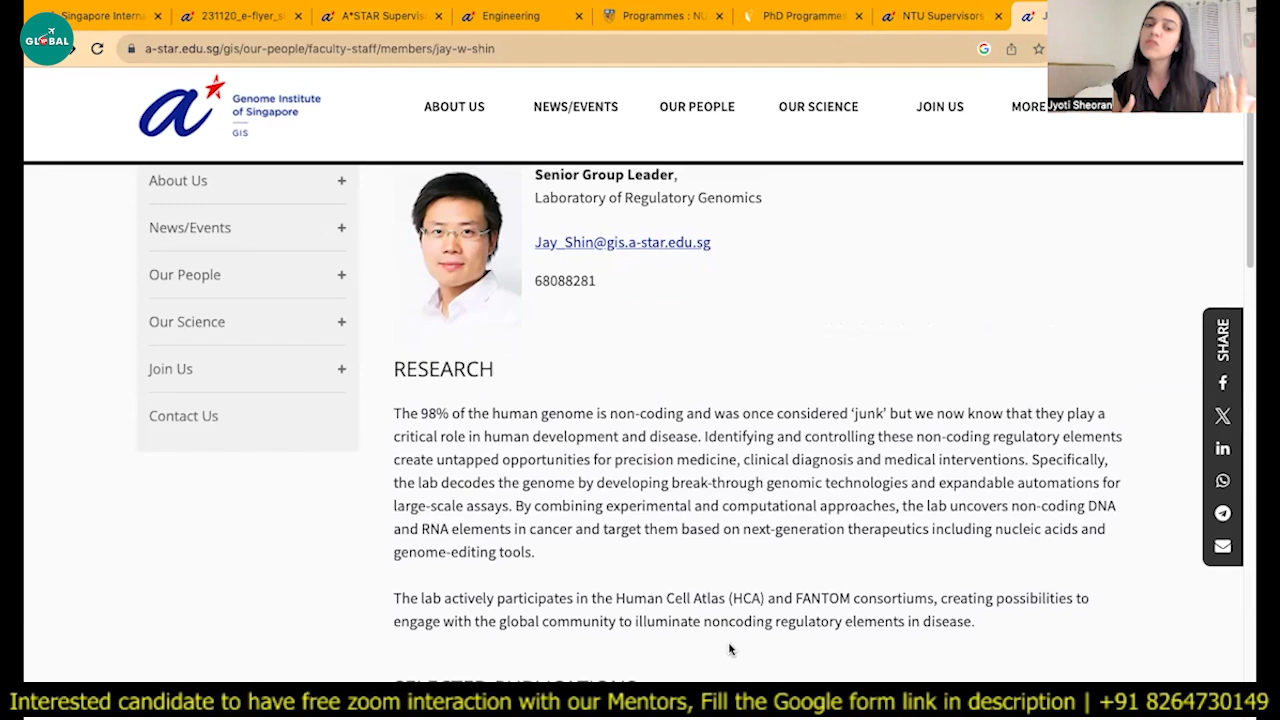 Singapore Interna
231120_e-flyer_s
A*STAR Supervis
Engineering
Programmes : NU
PhD Programmes
NTU Supervisors
J
GLOBAL
a-star.edu.sg/gis/our-people/faculty-staff/members/jay-w-shin
Jyoti Sheoran
Genome Institute
of Singapore
GIS
ABOUT US
NEWS/EVENTS
OUR PEOPLE
OUR SCIENCE
JOIN US
MORE
About Us +
News/Events +
Our People +
Our Science +
Join Us +
Contact Us
Senior Group Leader,
Laboratory of Regulatory Genomics
Jay_Shin@gis.a-star.edu.sg
68088281
RESEARCH
The 98% of the human genome is non-coding and was once considered ‘junk’ but we now know that they play a
critical role in human development and disease. Identifying and controlling these non-coding regulatory elements
create untapped opportunities for precision medicine, clinical diagnosis and medical interventions. Specifically,
the lab decodes the genome by developing break-through genomic technologies and expandable automations for
large-scale assays. By combining experimental and computational approaches, the lab uncovers non-coding DNA
and RNA elements in cancer and target them based on next-generation therapeutics including nucleic acids and
genome-editing tools.
The lab actively participates in the Human Cell Atlas (HCA) and FANTOM consortiums, creating possibilities to
engage with the global community to illuminate noncoding regulatory elements in disease.
SELECTED PUBLICATIONS
SHARE
Interested candidate to have free zoom interaction with our Mentors, Fill the Google form link in description | +91 8264730149